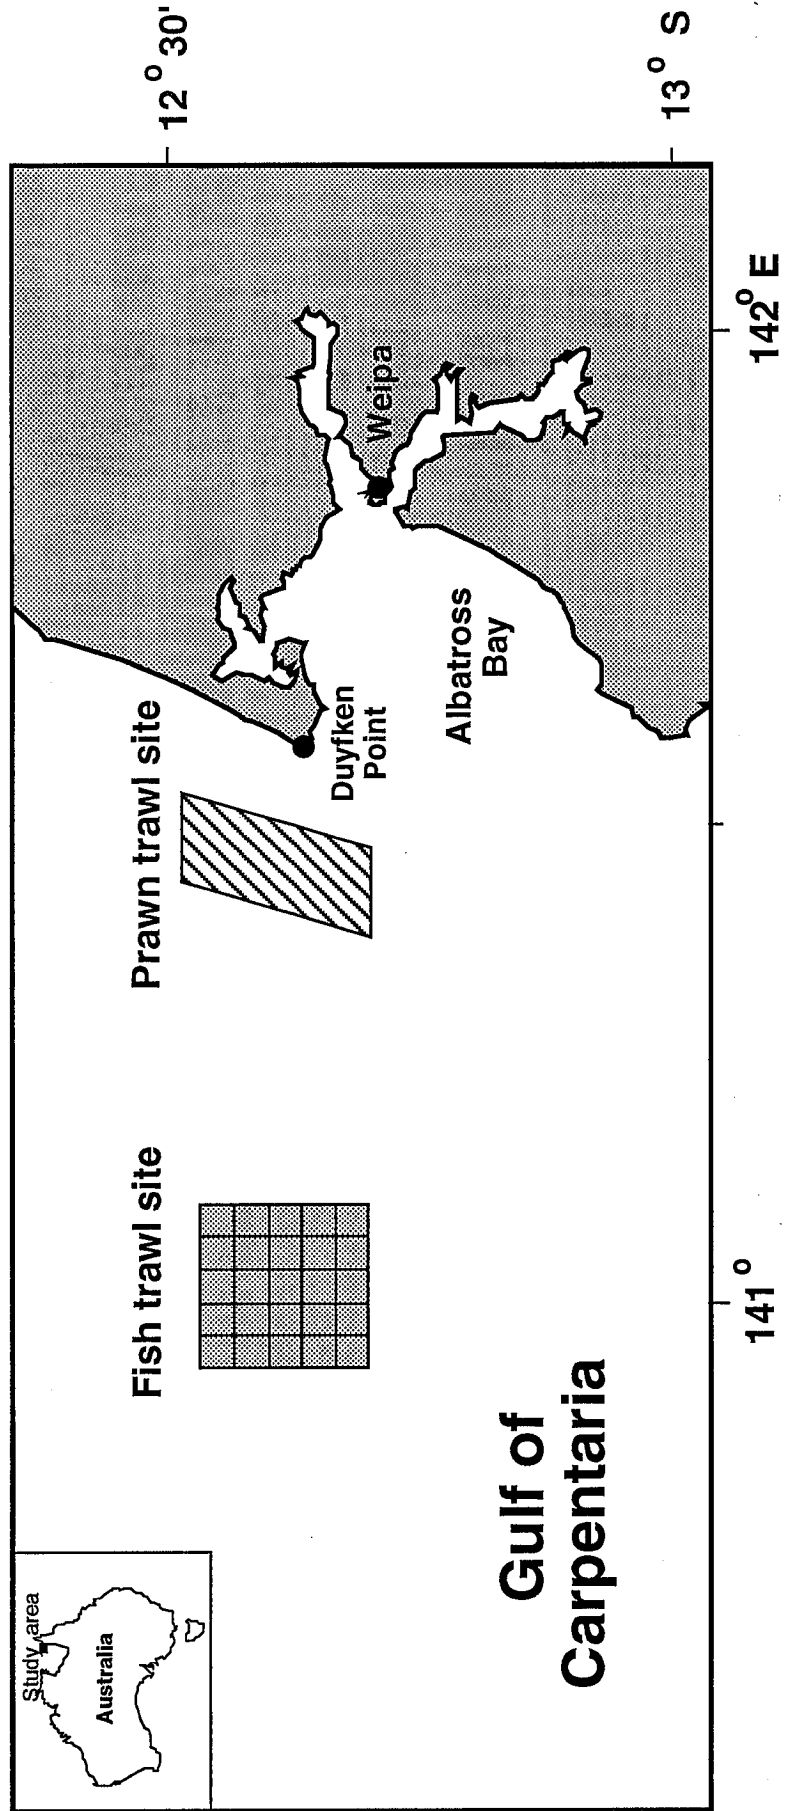 Study area
Australia
Fish trawl site
Prawn trawl site
12° 30'
Duyfken
Point
Weipa
Albatross
Bay
Gulf of
Carpentaria
13° S
141°
142° E